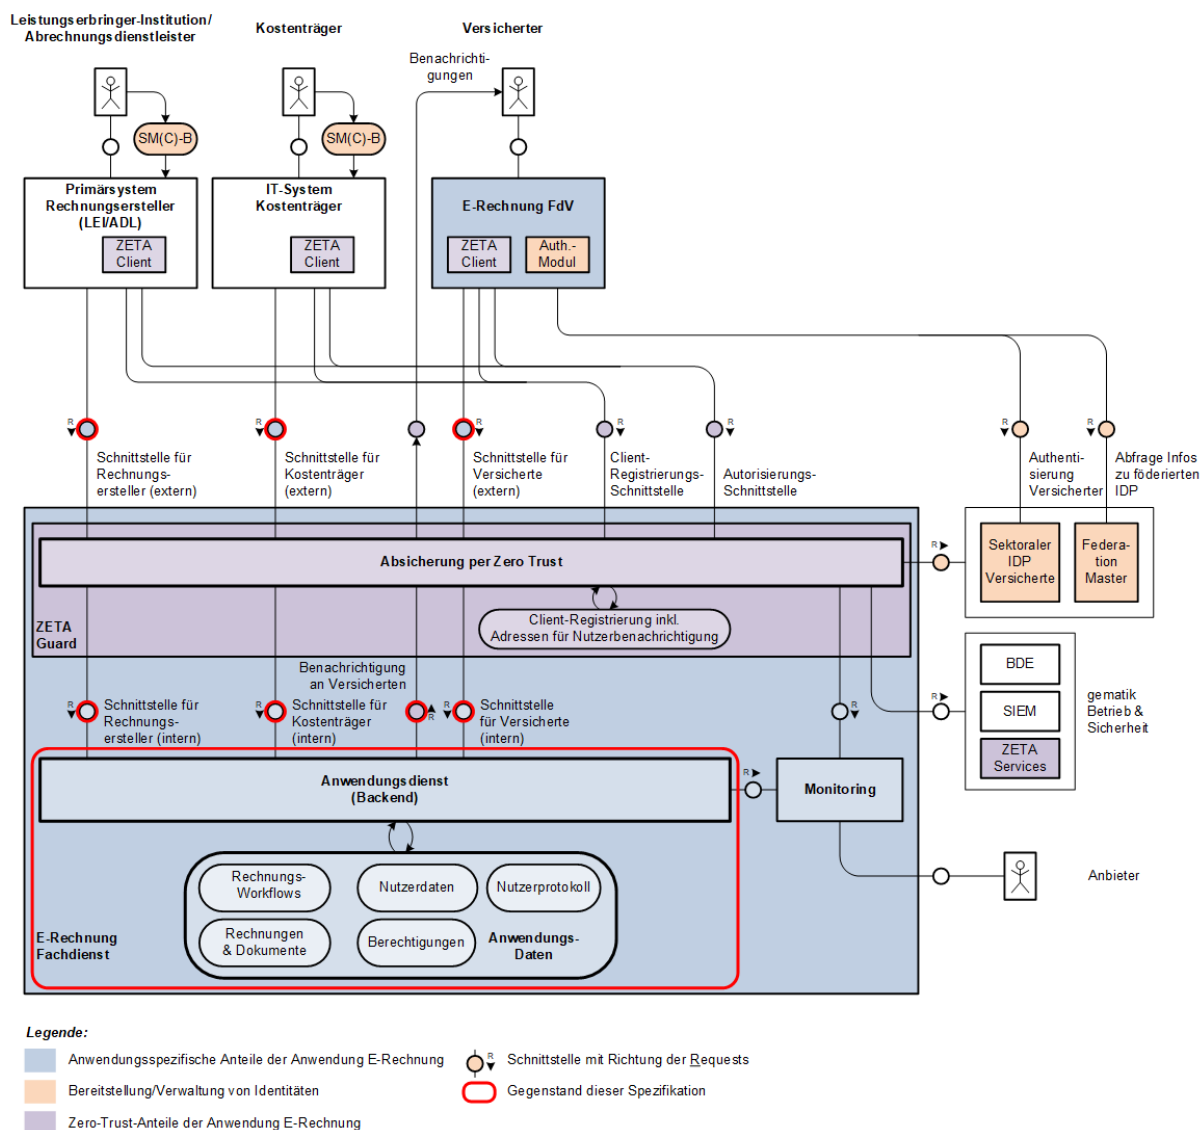 Leistungserbringer-Institution/
Abrechnungsdienstleister
Kostenträger
Versicherter
Benachrichti-
gungen
SM(C)-B
SM(C)-B
Primärsystem
Rechnungsersteller
(LEI/ADL)
ZETA
Client
IT-System
Kostenträger
ZETA
Client
E-Rechnung FdV
ZETA
Client
Auth.-
Modul
R
Schnittstelle für
Rechnungs-
ersteller (extern)
R
Schnittstelle für
Kostenträger
(extern)
R
Schnittstelle für
Versicherte
(extern)
R
Client-
Registrierungs-
Schnittstelle
R
Autorisierungs-
Schnittstelle
R
Authenti-
sierung
Versicherter
R
Abfrage Infos
zu föderierten
IDP
Absicherung per Zero Trust
R
Sektoraler
IDP
Versicherte
Federa-
tion
Master
Client-Registrierung inkl.
Adressen für Nutzerbenachrichtigung
ZETA
Guard
Benachrichtigung
an Versicherten
R
Schnittstelle für
Rechnungs-
ersteller (intern)
R
Schnittstelle für
Kostenträger
(intern)
R
R
Schnittstelle
für Versicherte
(intern)
R
R
BDE
SIEM
ZETA
Services
gematik
Betrieb &
Sicherheit
Anwendungsdienst
(Backend)
R
Monitoring
Rechnungs-
Workflows
Nutzerdaten
Nutzerprotokoll
Rechnungen
& Dokumente
Berechtigungen
Anwendungs-
Daten
E-Rechnung
Fachdienst
Anbieter
Legende:
Anwendungsspezifische Anteile der Anwendung E-Rechnung
Bereitstellung/Verwaltung von Identitäten
Zero-Trust-Anteile der Anwendung E-Rechnung
R
Schnittstelle mit Richtung der Requests
Gegenstand dieser Spezifikation